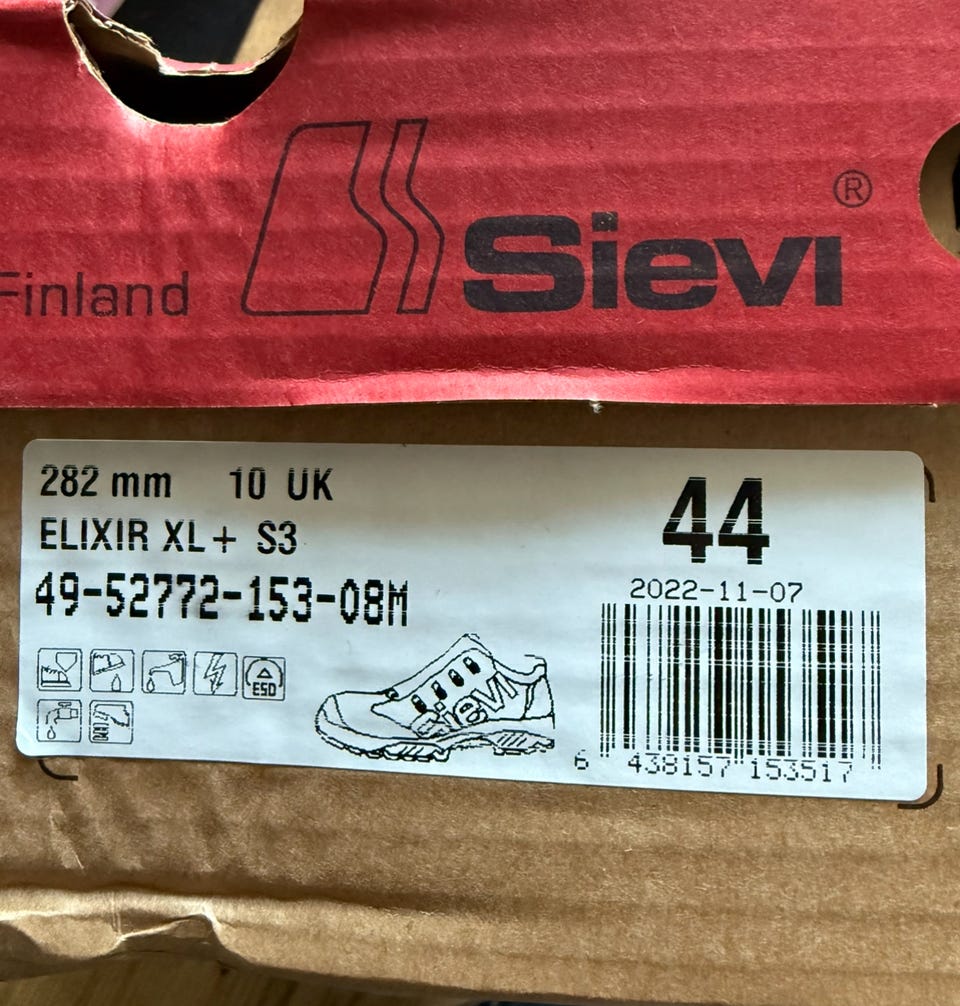 Sievi®
Finland
282 mm 10 UK
ELIXIR XL+ S3
49-52772-153-08M
ESD
Sievi
44
2022-11-07
6 438157 153517